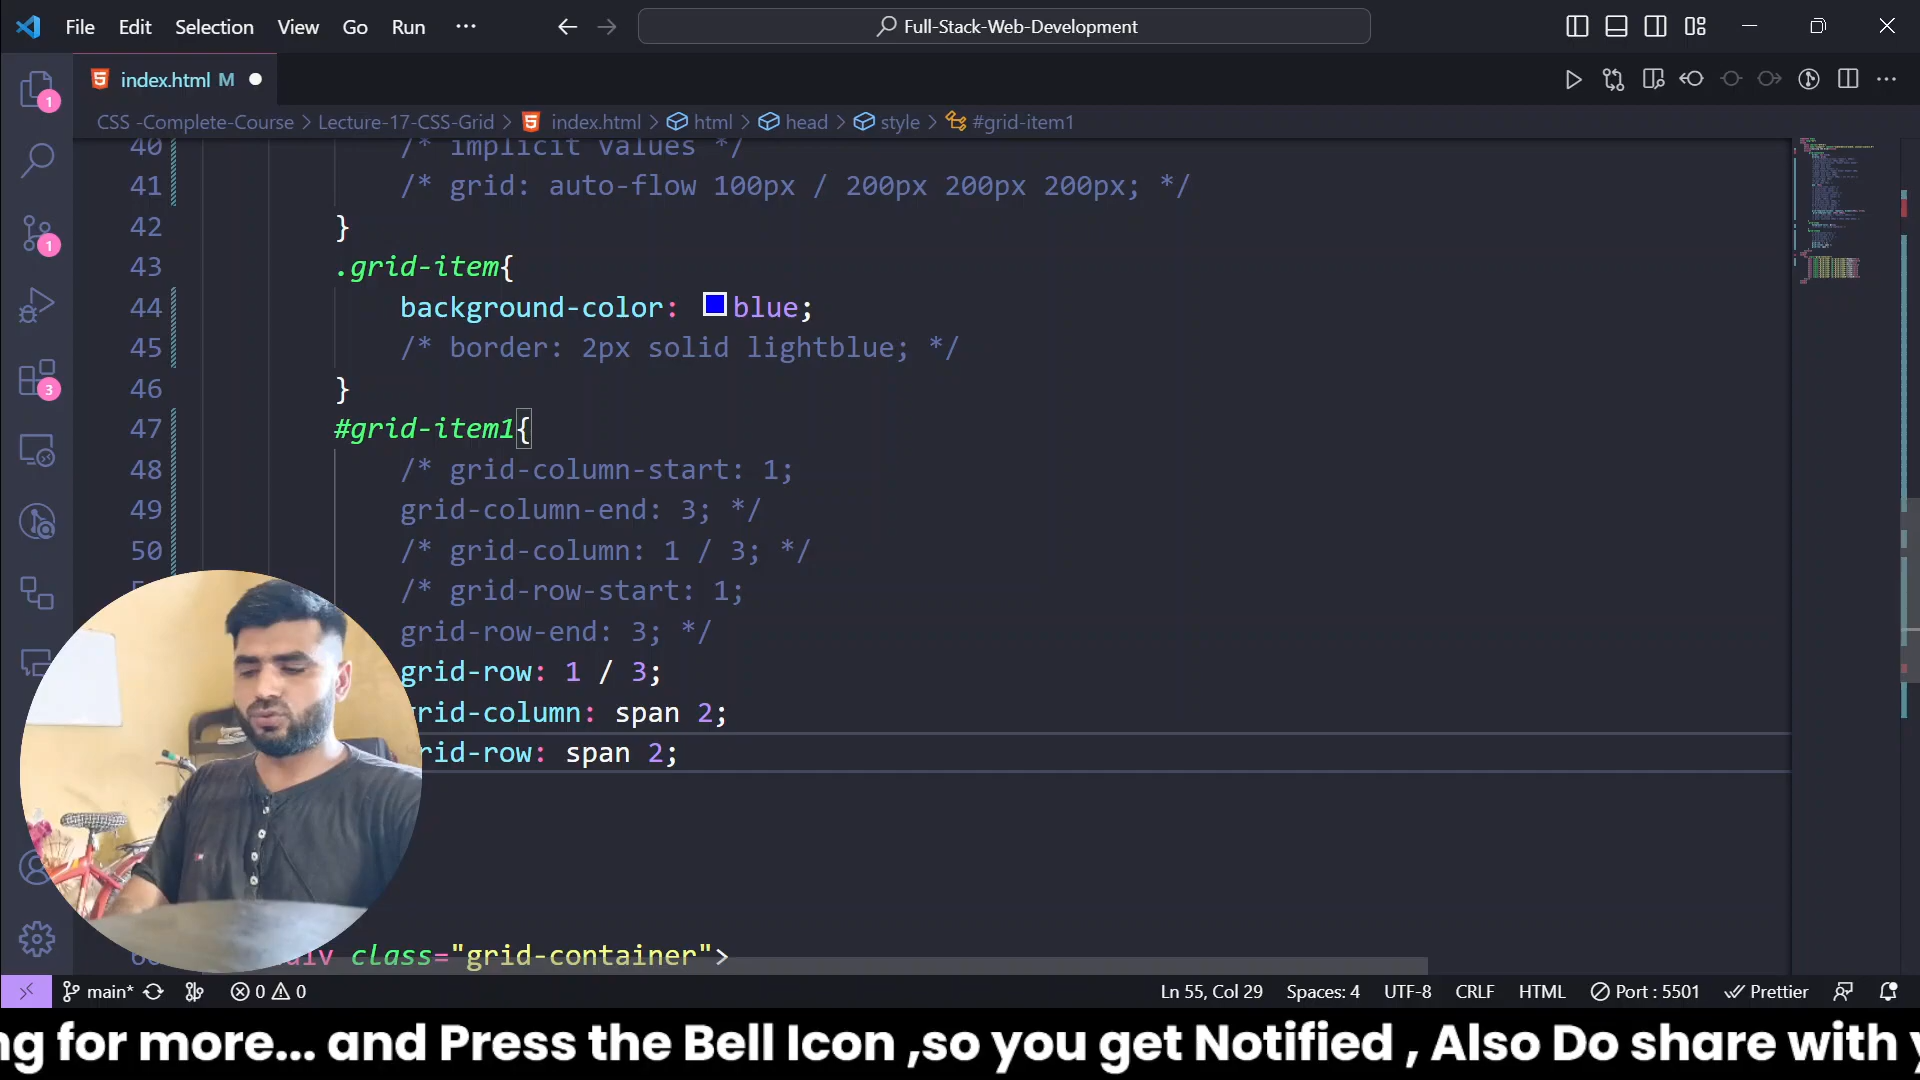 File Edit Selection View Go Run ···
Full-Stack-Web-Development
index.html M
CSS -Complete-Course > Lecture-17-CSS-Grid > index.html > html > head > style > #grid-item1
40 /* implicit values */
41 /* grid: auto-flow 100px / 200px 200px 200px; */
42 }
43 .grid-item{
44 background-color: blue;
45 /* border: 2px solid lightblue; */
46 }
47 #grid-item1{
48 /* grid-column-start: 1;
49 grid-column-end: 3; */
50 /* grid-column: 1 / 3; */
/* grid-row-start: 1;
grid-row-end: 3; */
grid-row: 1 / 3;
grid-column: span 2;
rid-row: span 2;
class="grid-container">
1
1
3
main* 0 0 Ln 55, Col 29 Spaces: 4 UTF-8 CRLF HTML Port : 5501 Prettier
ng for more... and Press the Bell Icon ,so you get Notified , Also Do share with y